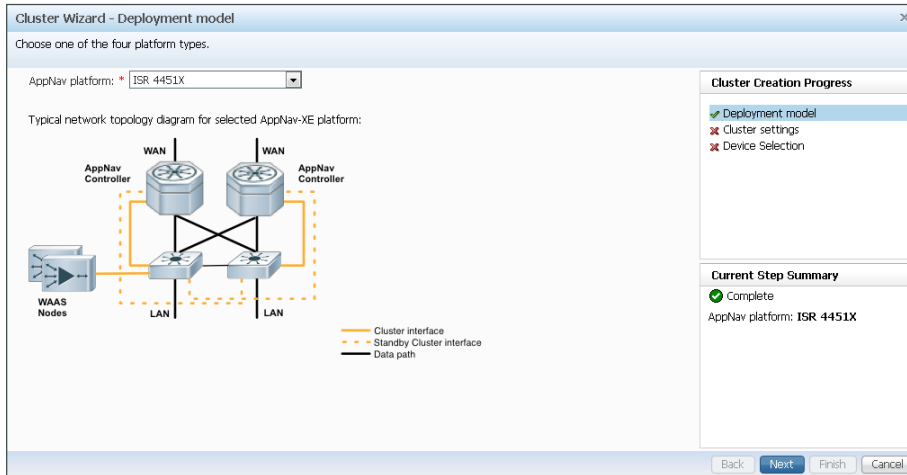 Cluster Wizard - Deployment model
Choose one of the four platform types.
AppNav platform: * ISR 4451X
Typical network topology diagram for selected AppNav-XE platform:
WAN
WAN
AppNav
Controller
AppNav
Controller
WAAS
Nodes
LAN
LAN
Cluster interface
Standby Cluster interface
Data path
Cluster Creation Progress
Deployment model
Cluster settings
Device Selection
Current Step Summary
Complete
AppNav platform: ISR 4451X
Back
Next
Finish
Cancel